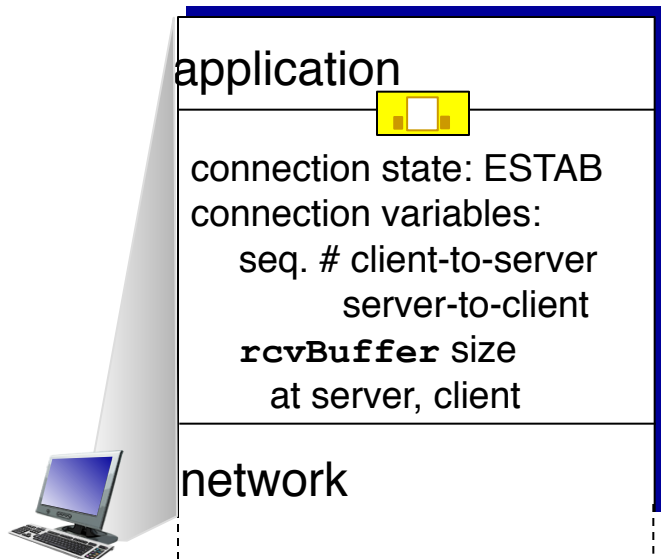 application
connection state: ESTAB
connection variables:
seq. # client-to-server
server-to-client
rcvBuffer size
at server, client
network